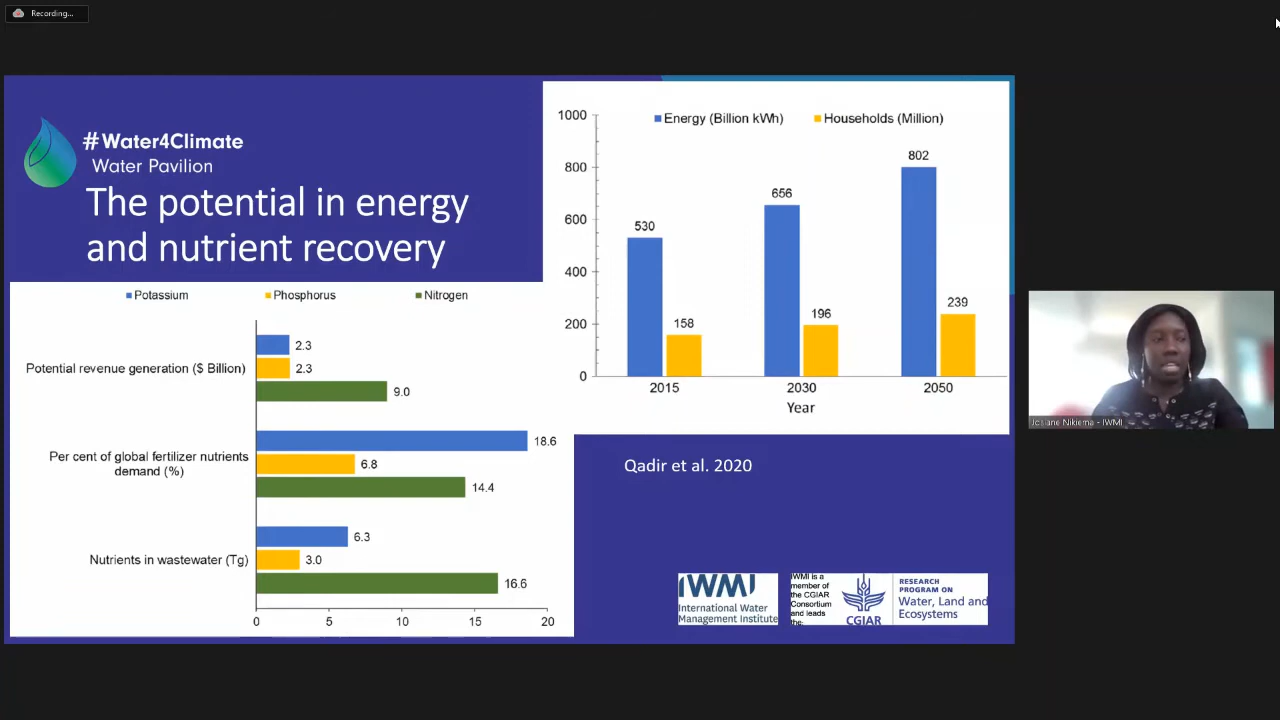 Recording...
#Water4Climate
Water Pavilion
The potential in energy
and nutrient recovery
Energy (Billion kWh) Households (Million)
1000
800
600
400
200
0
530
158
656
196
802
239
2015 2030 2050
Year
Potassium Phosphorus Nitrogen
Potential revenue generation ($ Billion)
2.3
2.3
9.0
Per cent of global fertilizer nutrients
demand (%)
18.6
6.8
14.4
Nutrients in wastewater (Tg)
6.3
3.0
16.6
0 5 10 15 20
Qadir et al. 2020
IWMI
International Water
Management Institute
IWMI is a
member of
the CGIAR
Consortium
and leads
the:
CGIAR
RESEARCH
PROGRAM ON
Water, Land and
Ecosystems
Josiane Nikiema - IWMI